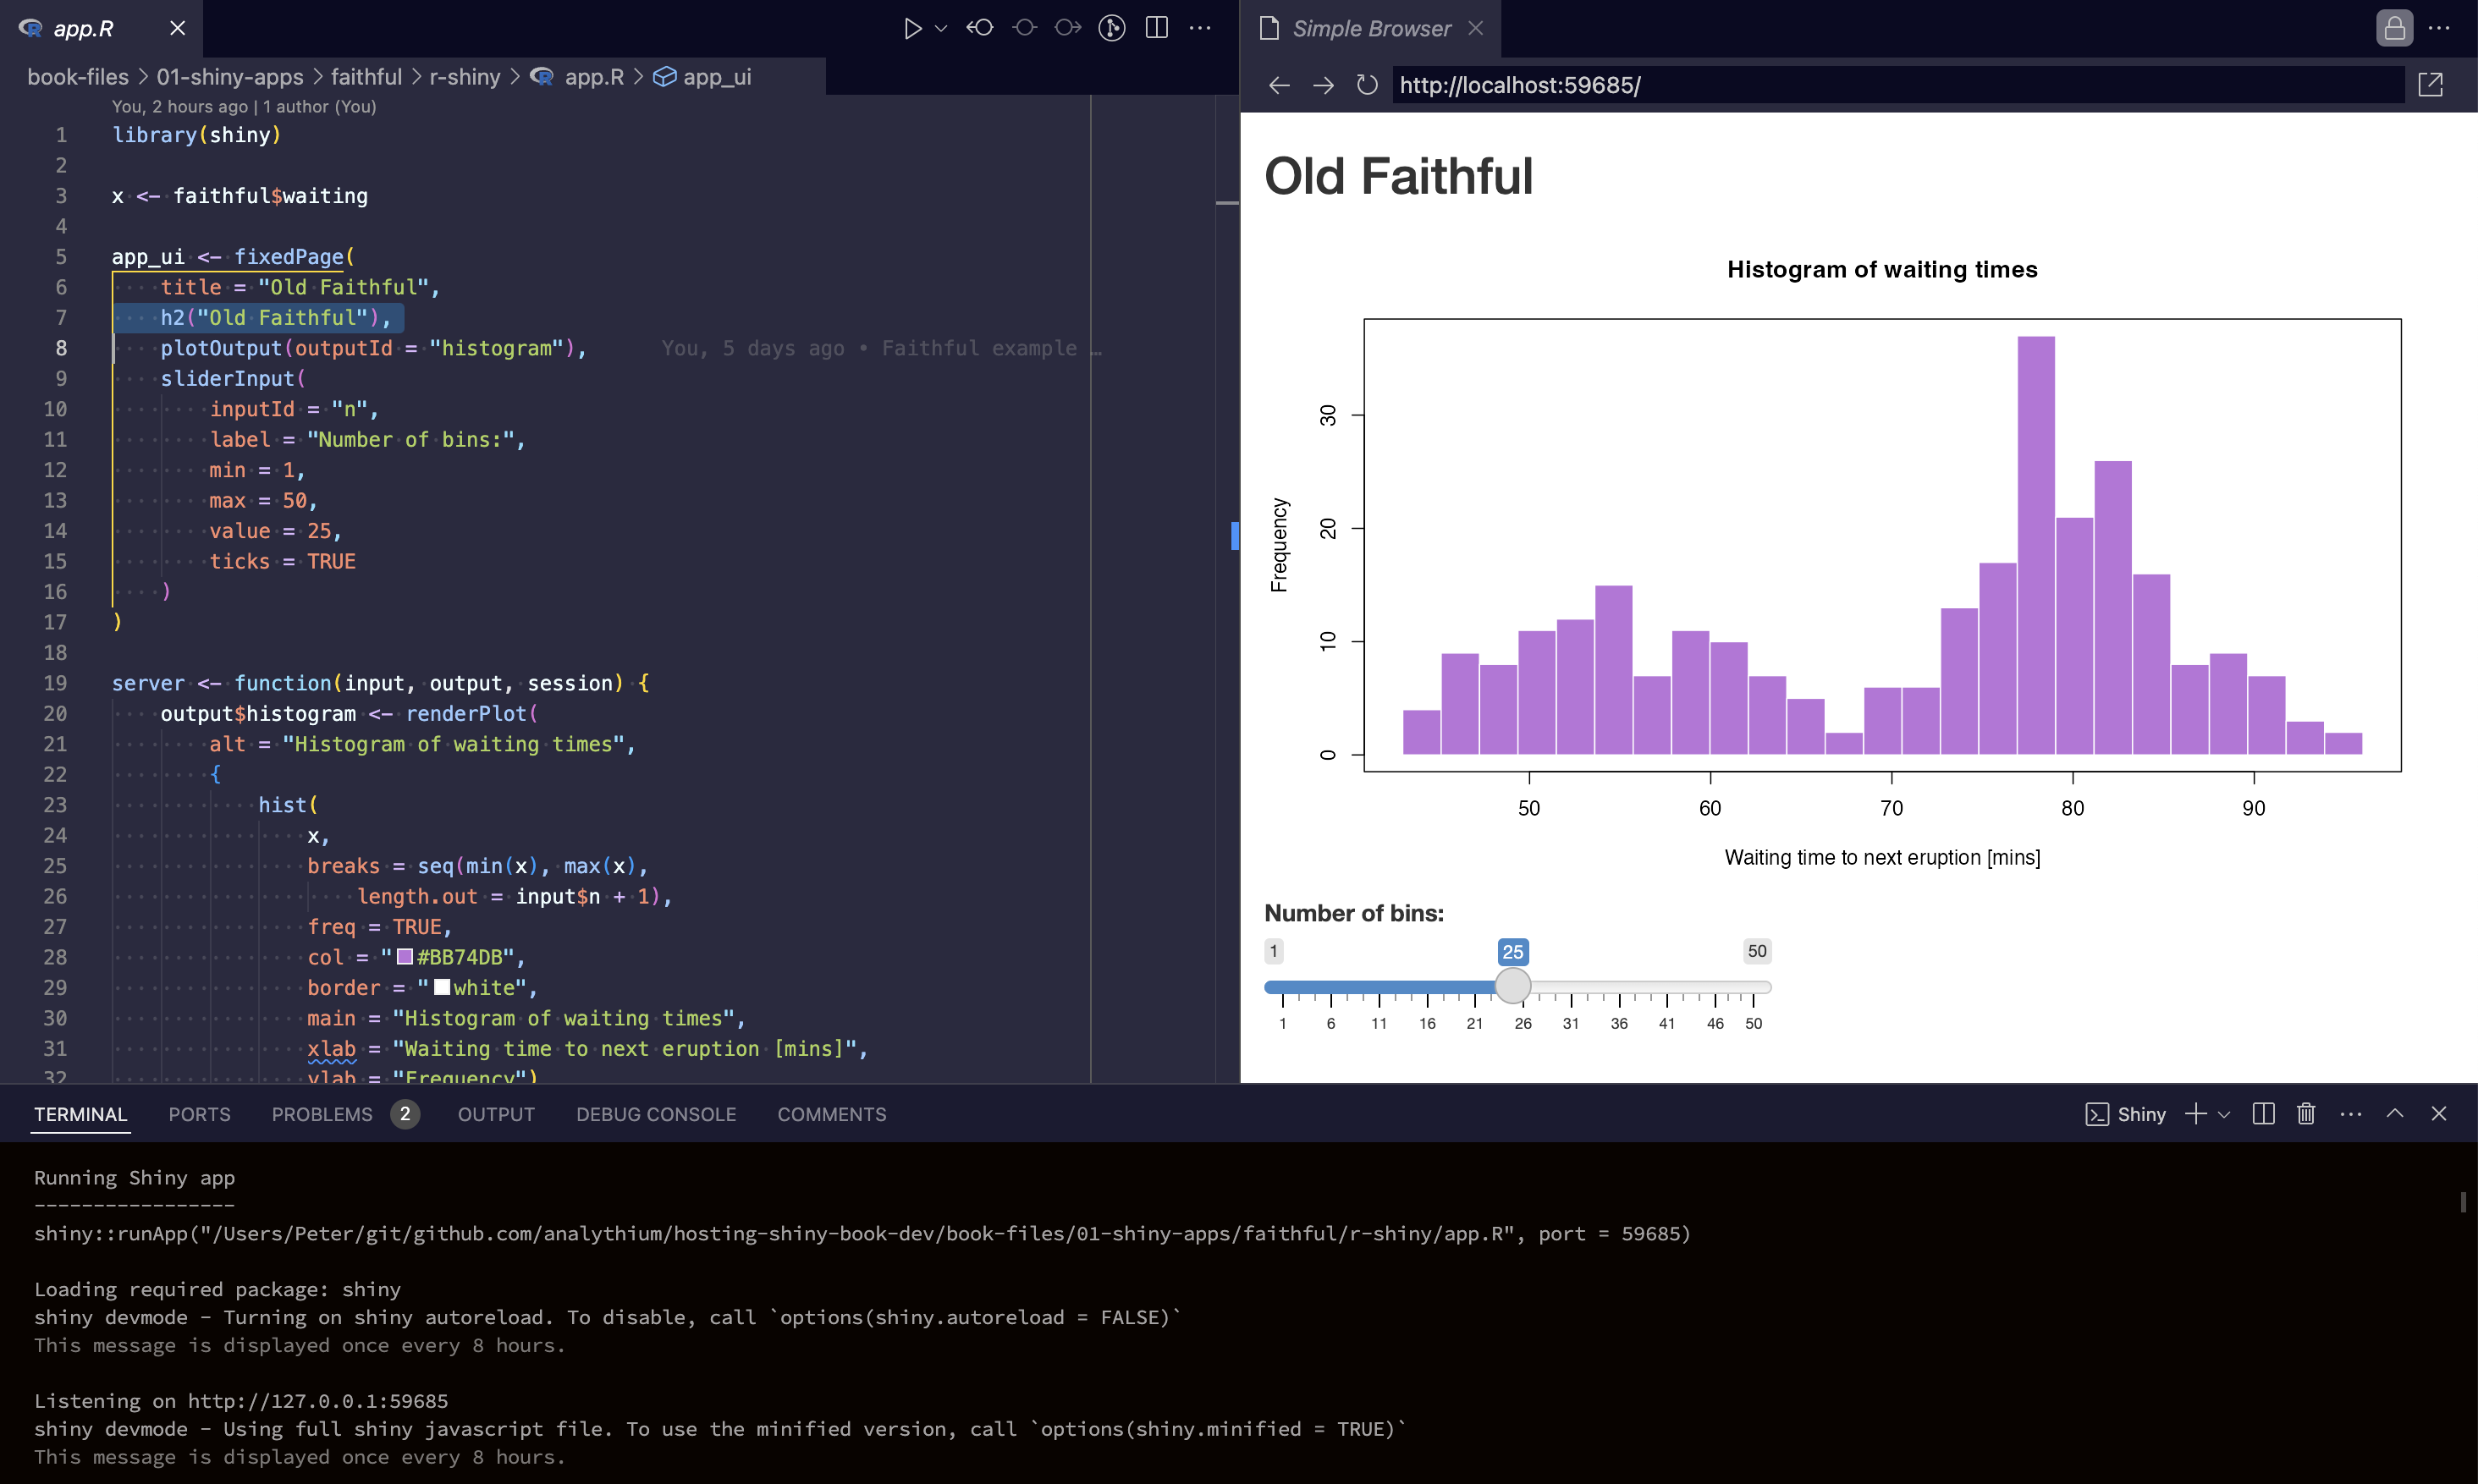 app.R
book-files > 01-shiny-apps > faithful > r-shiny > app.R > app_ui
You, 2 hours ago | 1 author (You)
1 library(shiny)
2
3 x <- faithful$waiting
4
5 app_ui <- fixedPage(
6 title = "Old Faithful",
7 h2("Old Faithful"),
8 plotOutput(outputId = "histogram"), You, 5 days ago • Faithful example …
9 sliderInput(
10 inputId = "n",
11 label = "Number of bins:",
12 min = 1,
13 max = 50,
14 value = 25,
15 ticks = TRUE
16 )
17 )
18
19 server <- function(input, output, session) {
20 output$histogram <- renderPlot(
21 alt = "Histogram of waiting times",
22 {
23 hist(
24 x,
25 breaks = seq(min(x), max(x),
26 length.out = input$n + 1),
27 freq = TRUE,
28 col = "#BB74DB",
29 border = "white",
30 main = "Histogram of waiting times",
31 xlab = "Waiting time to next eruption [mins]",
32 ylab = "Frequency")
Simple Browser
http://localhost:59685/
Old Faithful
Histogram of waiting times
Frequency
30
20
10
0
50 60 70 80 90
Waiting time to next eruption [mins]
Number of bins:
1 25 50
1 6 11 16 21 26 31 36 41 46 50
TERMINAL PORTS PROBLEMS 2 OUTPUT DEBUG CONSOLE COMMENTS
Shiny
Running Shiny app
-----------------
shiny::runApp("/Users/Peter/git/github.com/analythium/hosting-shiny-book-dev/book-files/01-shiny-apps/faithful/r-shiny/app.R", port = 59685)
Loading required package: shiny
shiny devmode - Turning on shiny autoreload. To disable, call `options(shiny.autoreload = FALSE)`
This message is displayed once every 8 hours.
Listening on http://127.0.0.1:59685
shiny devmode - Using full shiny javascript file. To use the minified version, call `options(shiny.minified = TRUE)`
This message is displayed once every 8 hours.